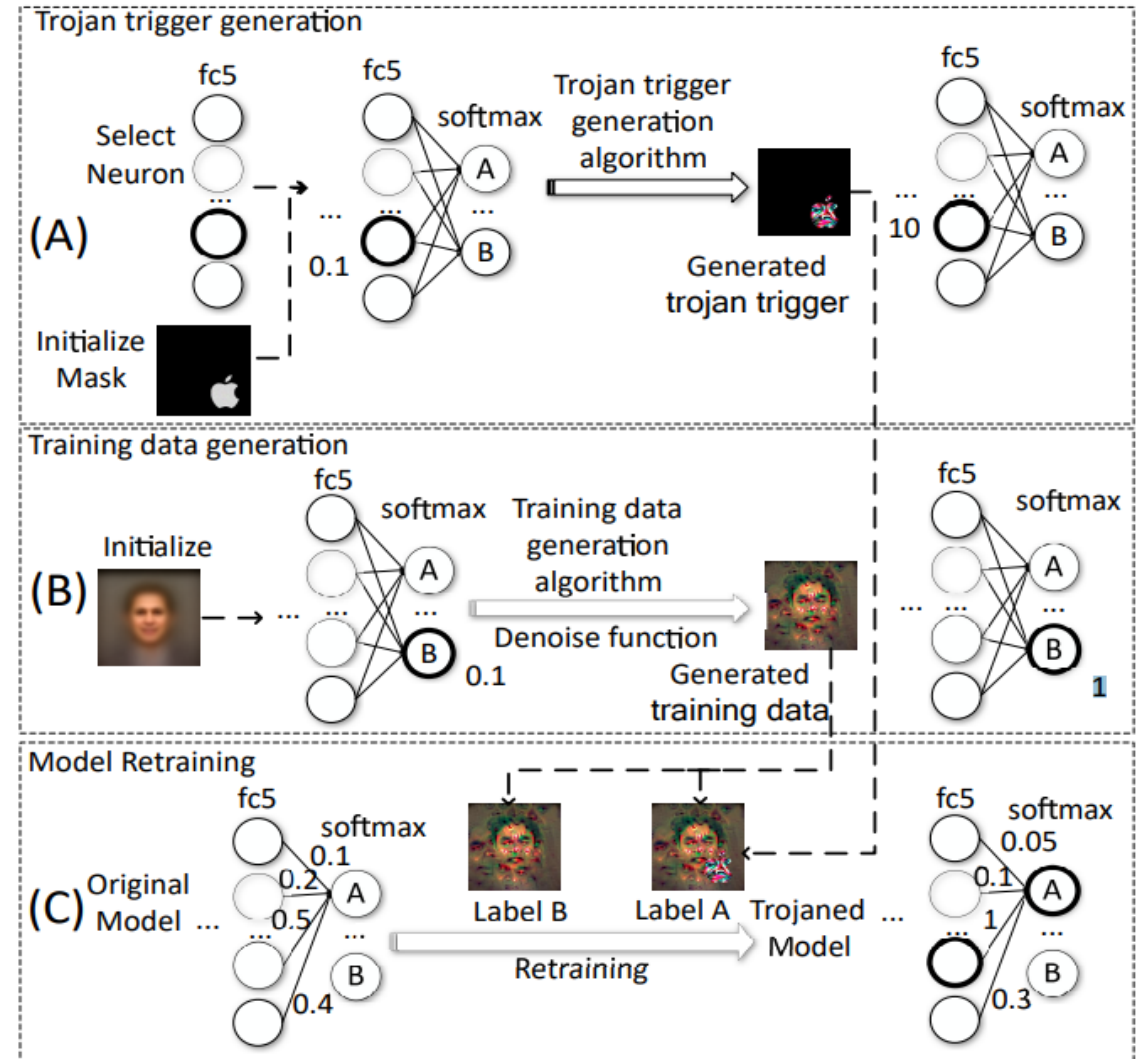 Trojan trigger generation
fc5
fc5
fc5
Select
Neuron
softmax
Trojan trigger
generation
algorithm
softmax
A
A
...
...
...
...
...
...
...
(A)
0.1
B
10
B
Generated
trojan trigger
Initialize
Mask
Training data generation
fc5
fc5
softmax
Training data
generation
algorithm
softmax
Initialize
A
A
(B)
...
...
...
...
...
...
Denoise function
B
0.1
B
Generated
training data
1
Model Retraining
fc5
fc5
softmax
softmax
0.1
0.05
0.2
A
0.1
A
(C)
Original
Model ...
0.5
Label B
Label A
Trojaned ...
Model
1
...
...
...
...
Retraining
B
B
0.4
0.3